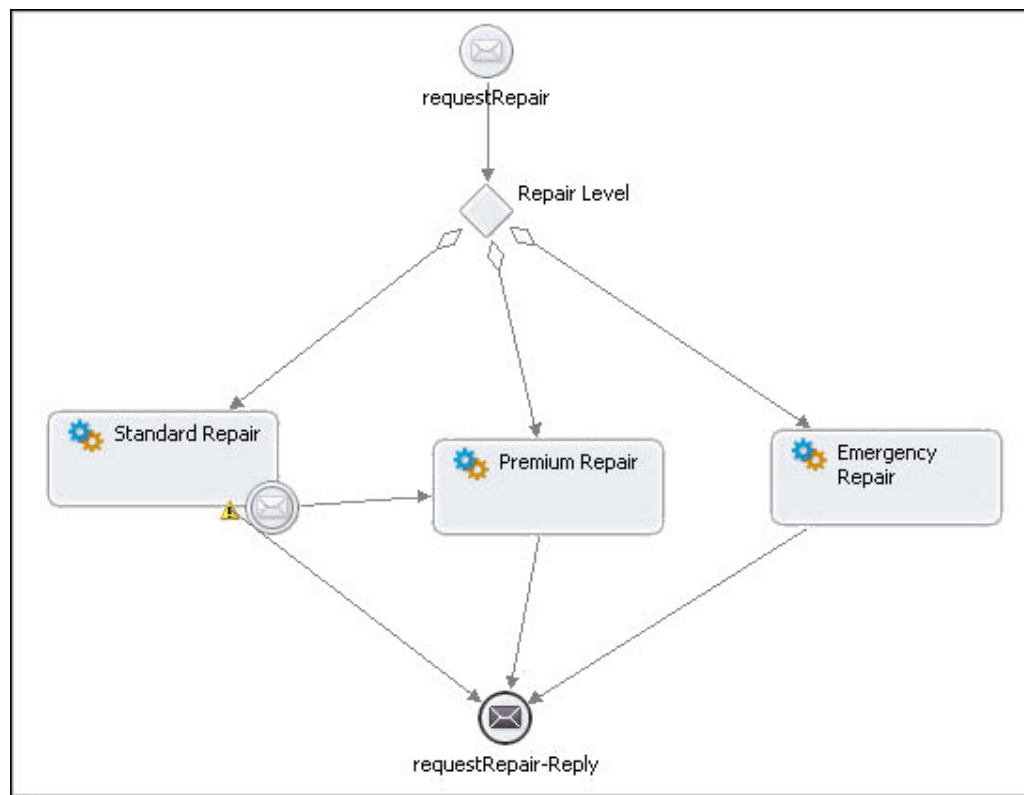 requestRepair
Repair Level
Standard Repair
Premium Repair
Emergency
Repair
requestRepair-Reply